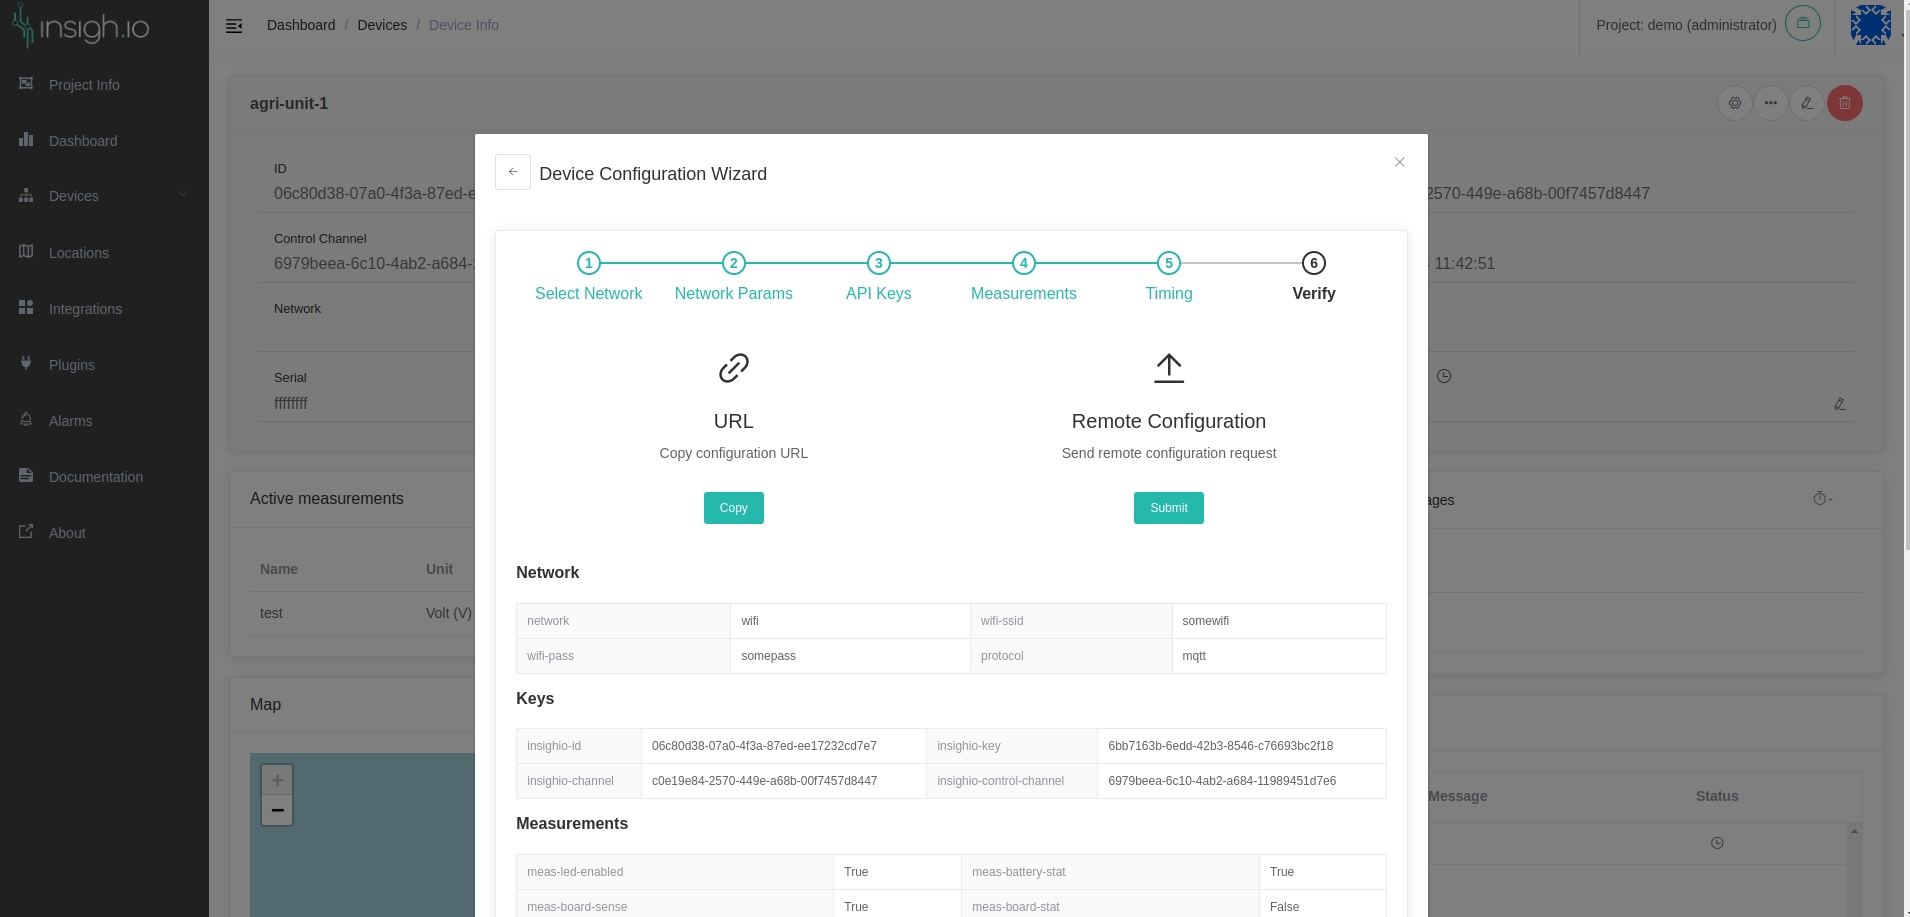 insigh.io
Dashboard / Devices / Device Info
Project: demo (administrator)
Project Info
Dashboard
Devices
Locations
Integrations
Plugins
Alarms
Documentation
About
agri-unit-1
ID
06c80d38-07a0-4f3a-87ed-e
2570-449e-a68b-00f7457d8447
Control Channel
6979beea-6c10-4ab2-a684-
11:42:51
Network
Serial
ffffffff
Active measurements
ages
Name Unit
test Volt (V)
Map
+
−
Message Status
Device Configuration Wizard
1 2 3 4 5 6
Select Network Network Params API Keys Measurements Timing Verify
URL
Copy configuration URL
Copy
Remote Configuration
Send remote configuration request
Submit
Network
network wifi wifi-ssid somewifi
wifi-pass somepass protocol mqtt
Keys
insighio-id 06c80d38-07a0-4f3a-87ed-ee17232cd7e7 insighio-key 6bb7163b-6edd-42b3-8546-c76693bc2f18
insighio-channel c0e19e84-2570-449e-a68b-00f7457d8447 insighio-control-channel 6979beea-6c10-4ab2-a684-11989451d7e6
Measurements
meas-led-enabled True meas-battery-stat True
meas-board-sense True meas-board-stat False